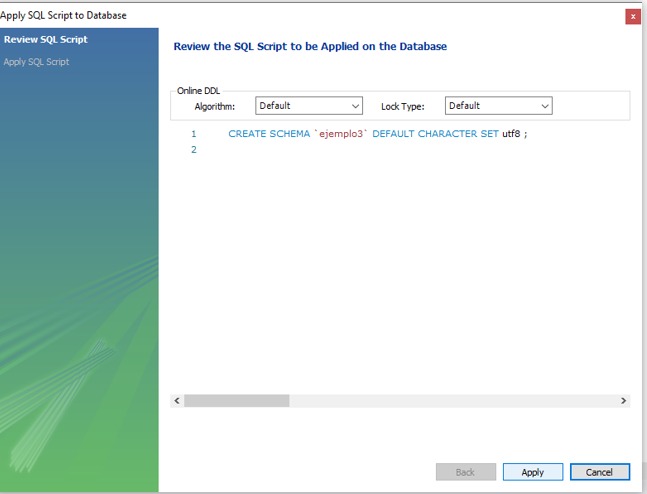 Apply SQL Script to Database
x
Review SQL Script
Apply SQL Script
Review the SQL Script to be Applied on the Database
Online DDL
Algorithm: Default Lock Type: Default
1 CREATE SCHEMA `ejemplo3` DEFAULT CHARACTER SET utf8 ;
2
Back Apply Cancel